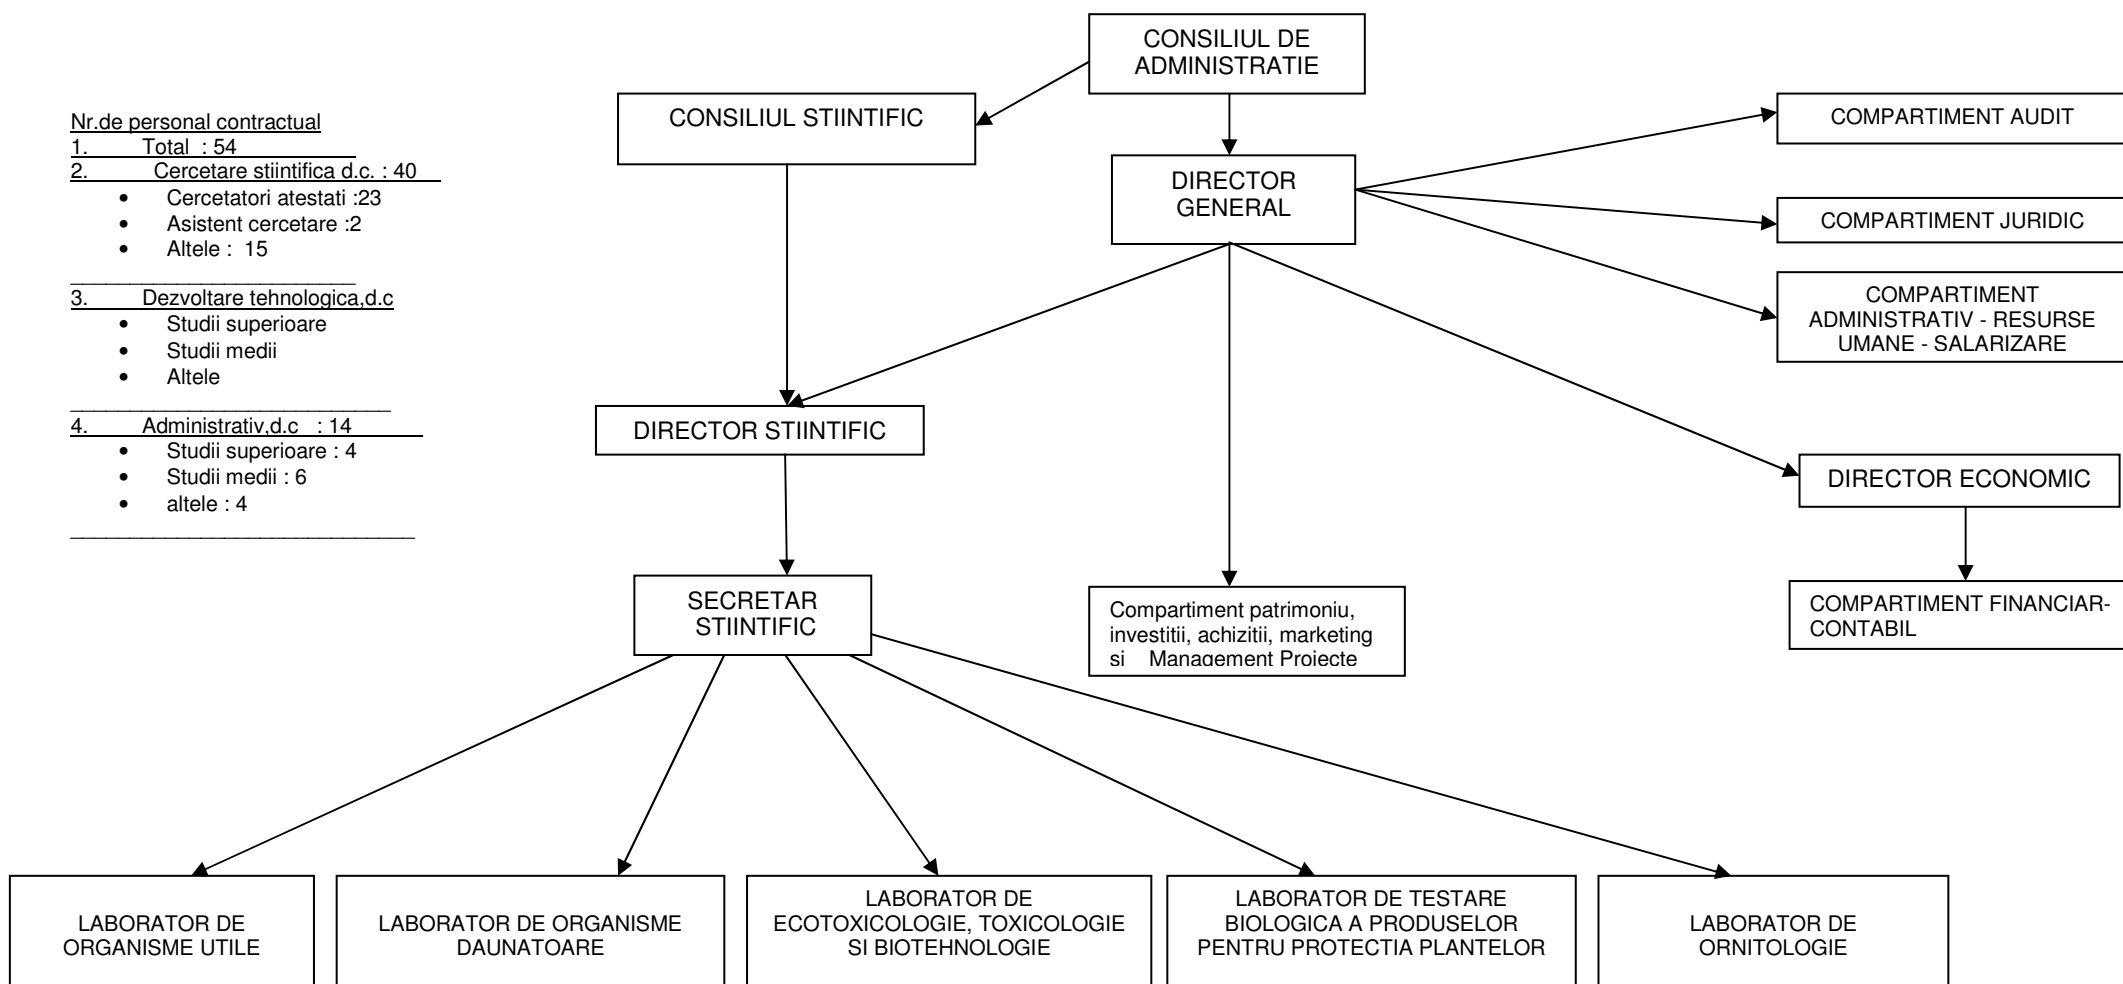 CONSILIUL DE
ADMINISTRATIE
CONSILIUL STIINTIFIC
COMPARTIMENT AUDIT
Nr.de personal contractual
1. Total : 54
2. Cercetare stiintifica d.c. : 40
• Cercetatori atestati :23
• Asistent cercetare :2
• Altele : 15
3. Dezvoltare tehnologica,d.c
• Studii superioare
• Studii medii
• Altele
4. Administrativ,d.c : 14
• Studii superioare : 4
• Studii medii : 6
• altele : 4
DIRECTOR
GENERAL
COMPARTIMENT JURIDIC
COMPARTIMENT
ADMINISTRATIV - RESURSE
UMANE - SALARIZARE
DIRECTOR STIINTIFIC
DIRECTOR ECONOMIC
SECRETAR
STIINTIFIC
Compartiment patrimoniu,
investitii, achizitii, marketing
si Management Proiecte
COMPARTIMENT FINANCIAR-
CONTABIL
LABORATOR DE
ORGANISME UTILE
LABORATOR DE ORGANISME
DAUNATOARE
LABORATOR DE
ECOTOXICOLOGIE, TOXICOLOGIE
SI BIOTEHNOLOGIE
LABORATOR DE TESTARE
BIOLOGICA A PRODUSELOR
PENTRU PROTECTIA PLANTELOR
LABORATOR DE
ORNITOLOGIE